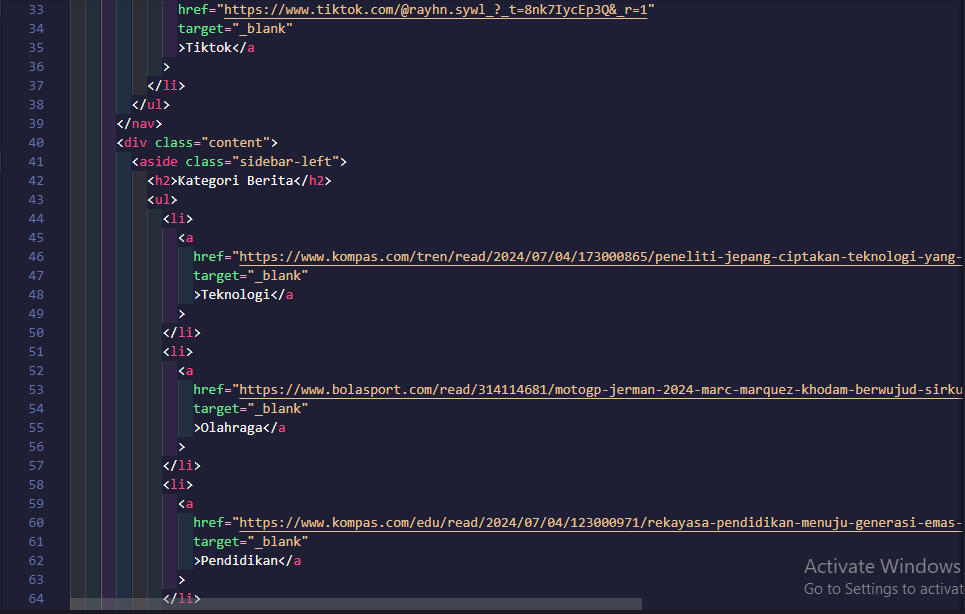 33 href="https://www.tiktok.com/@rayhn.sywl_?_t=8nk7IycEp3Q&_r=1"
34 target="_blank"
35 >Tiktok</a
36 >
37 </li>
38 </ul>
39 </nav>
40 <div class="content">
41 <aside class="sidebar-left">
42 <h2>Kategori Berita</h2>
43 <ul>
44 <li>
45 <a
46 href="https://www.kompas.com/tren/read/2024/07/04/173000865/peneliti-jepang-ciptakan-teknologi-yang-
47 target="_blank"
48 >Teknologi</a
49 >
50 </li>
51 <li>
52 <a
53 href="https://www.bolasport.com/read/314114681/motogp-jerman-2024-marc-marquez-khodam-berwujud-sirku
54 target="_blank"
55 >Olahraga</a
56 >
57 </li>
58 <li>
59 <a
60 href="https://www.kompas.com/edu/read/2024/07/04/123000971/rekayasa-pendidikan-menuju-generasi-emas-
61 target="_blank"
62 >Pendidikan</a
63 >
64 </li>
Activate Windows
Go to Settings to activat